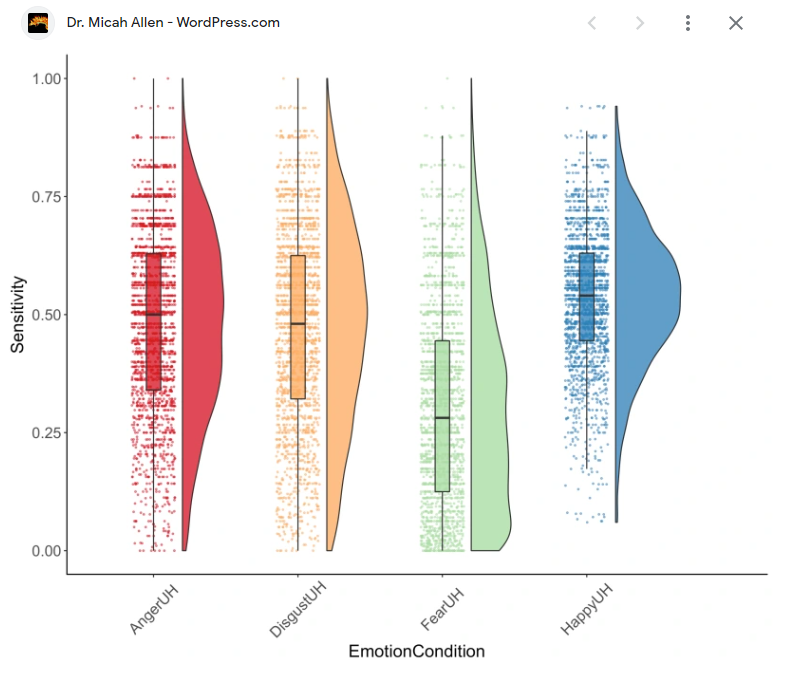 Dr. Micah Allen - WordPress.com
1.00
0.75
0.50
0.25
0.00
Sensitivity
AngerUH
DisgustUH
FearUH
HappyUH
EmotionCondition